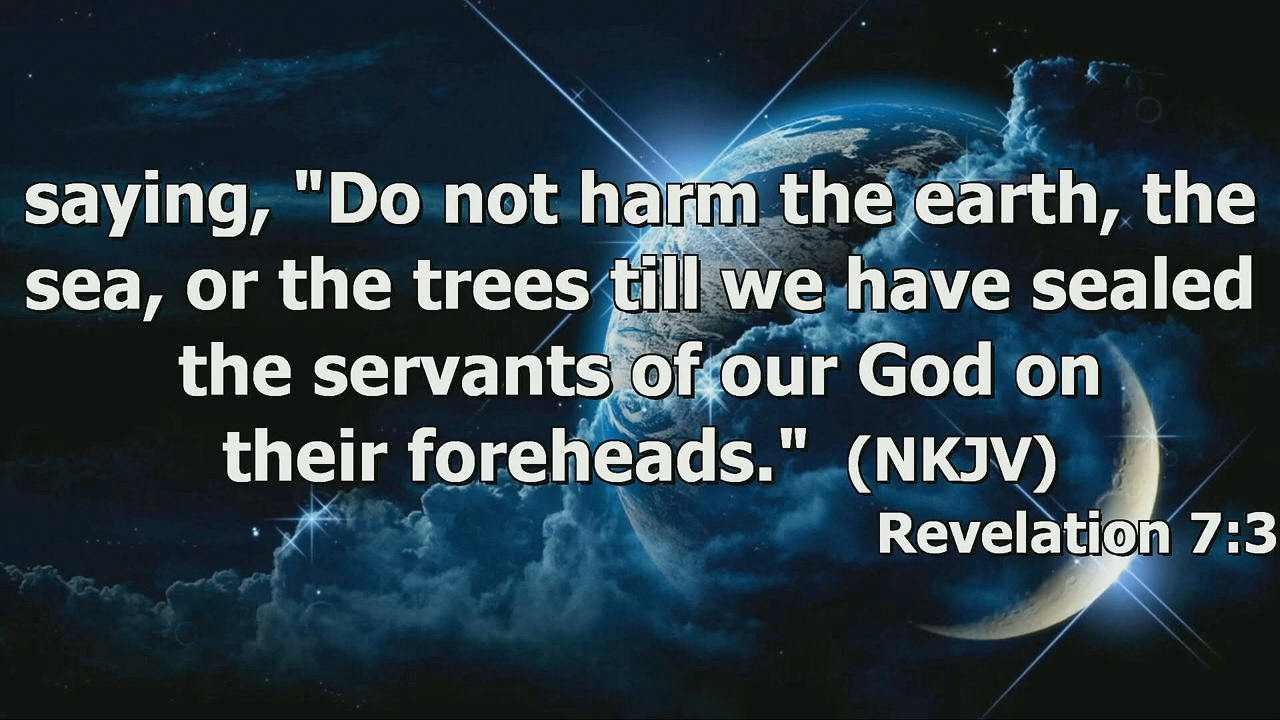 saying, "Do not harm the earth, the
sea, or the trees till we have sealed
the servants of our God on
their foreheads." (NKJV)
Revelation 7:3